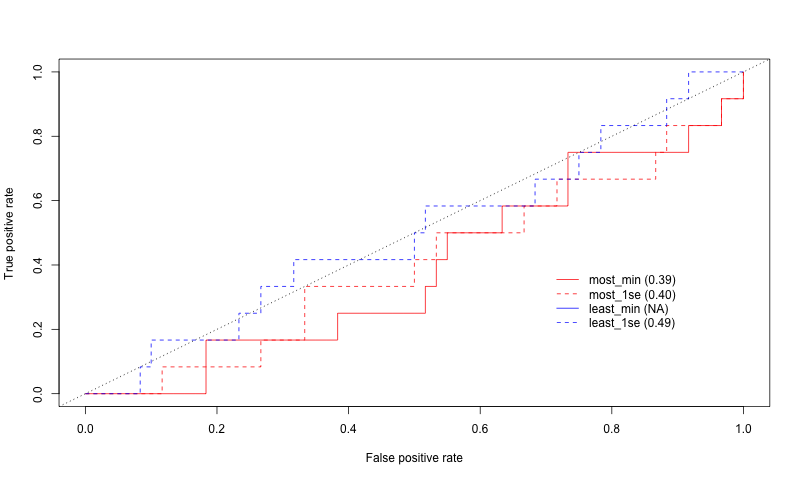 True positive rate
1.0
0.8
0.6
0.4
0.2
0.0
most_min (0.39)
most_1se (0.40)
least_min (NA)
least_1se (0.49)
0.0 0.2 0.4 0.6 0.8 1.0
False positive rate